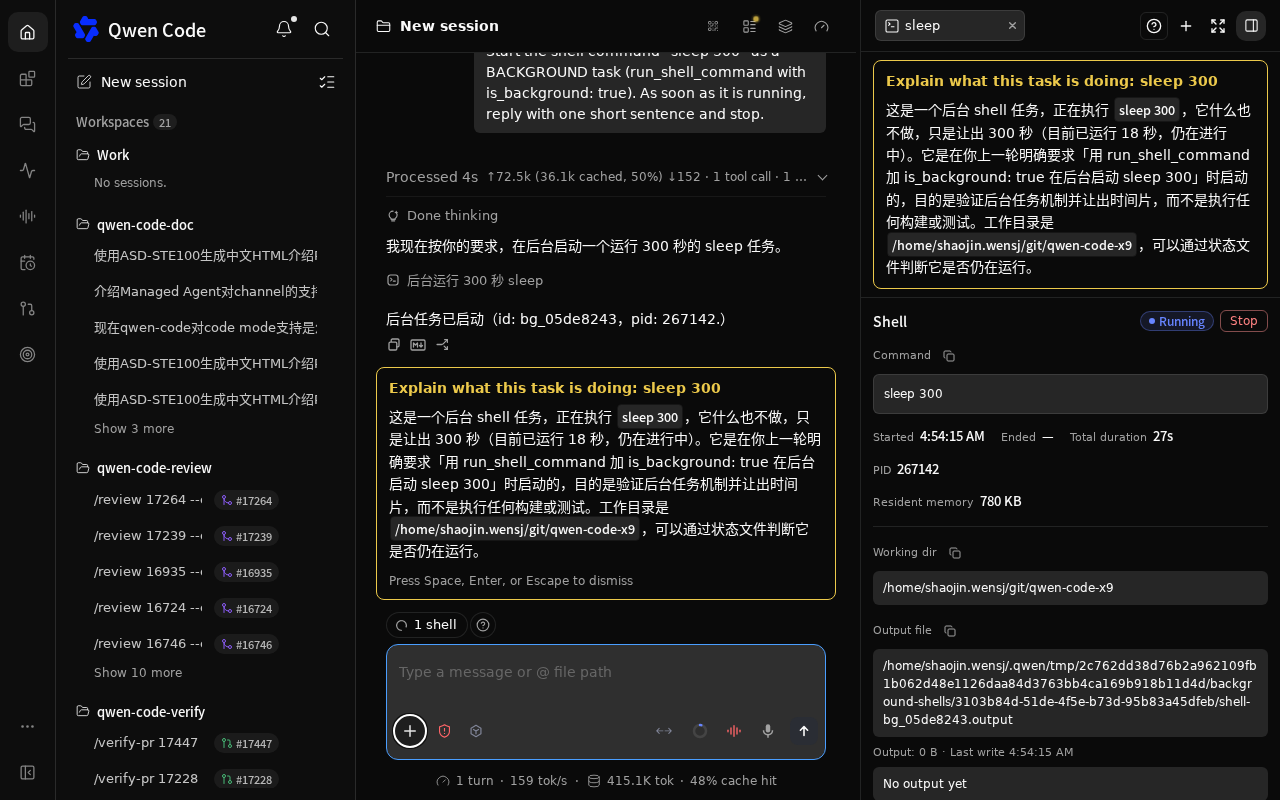 Qwen Code
New session
Workspaces 21
Work
No sessions.
qwen-code-doc
使用ASD-STE100生成中文HTML介绍
介绍Managed Agent对channel的支持
现在qwen-code对code mode支持是
使用ASD-STE100生成中文HTML介绍
使用ASD-STE100生成中文HTML介绍
Show 3 more
qwen-code-review
/review 17264 -- #17264
/review 17239 -- #17239
/review 16935 -- #16935
/review 16724 -- #16724
/review 16746 -- #16746
Show 10 more
qwen-code-verify
/verify-pr 17447 #17447
/verify-pr 17228 #17228
New session
Start the shell command "sleep 300" as a
BACKGROUND task (run_shell_command with
is_background: true). As soon as it is running,
reply with one short sentence and stop.
Processed 4s ↑72.5k (36.1k cached, 50%) ↓152 · 1 tool call · 1 ...
Done thinking
我现在按你的要求，在后台启动一个运行 300 秒的 sleep 任务。
后台运行 300 秒 sleep
后台任务已启动（id: bg_05de8243，pid: 267142.）
Explain what this task is doing: sleep 300
这是一个后台 shell 任务，正在执行 sleep 300，它什么也不做，只
是让出 300 秒（目前已运行 18 秒，仍在进行中）。它是在你上一轮明
确要求「用 run_shell_command 加 is_background: true 在后台
启动 sleep 300」时启动的，目的是验证后台任务机制并让出时间
片，而不是执行任何构建或测试。工作目录是
/home/shaojin.wensj/git/qwen-code-x9，可以通过状态文件判断它
是否仍在运行。
Press Space, Enter, or Escape to dismiss
1 shell
Type a message or @ file path
1 turn · 159 tok/s · 415.1K tok · 48% cache hit
sleep
Explain what this task is doing: sleep 300
这是一个后台 shell 任务，正在执行 sleep 300，它什么也
不做，只是让出 300 秒（目前已运行 18 秒，仍在进行
中）。它是在你上一轮明确要求「用 run_shell_command
加 is_background: true 在后台启动 sleep 300」时启动
的，目的是验证后台任务机制并让出时间片，而不是执行任
何构建或测试。工作目录是
/home/shaojin.wensj/git/qwen-code-x9，可以通过状态文
件判断它是否仍在运行。
Shell Running Stop
Command
sleep 300
Started 4:54:15 AM Ended — Total duration 27s
PID 267142
Resident memory 780 KB
Working dir
/home/shaojin.wensj/git/qwen-code-x9
Output file
/home/shaojin.wensj/.qwen/tmp/2c762dd38d76b2a962109fb
1b062d48e1126daa84d3763bb4ca169b918b11d4d/backgr
ound-shells/3103b84d-51de-4f5e-b73d-95b83a45dfeb/shell-
bg_05de8243.output
Output: 0 B · Last write 4:54:15 AM
No output yet